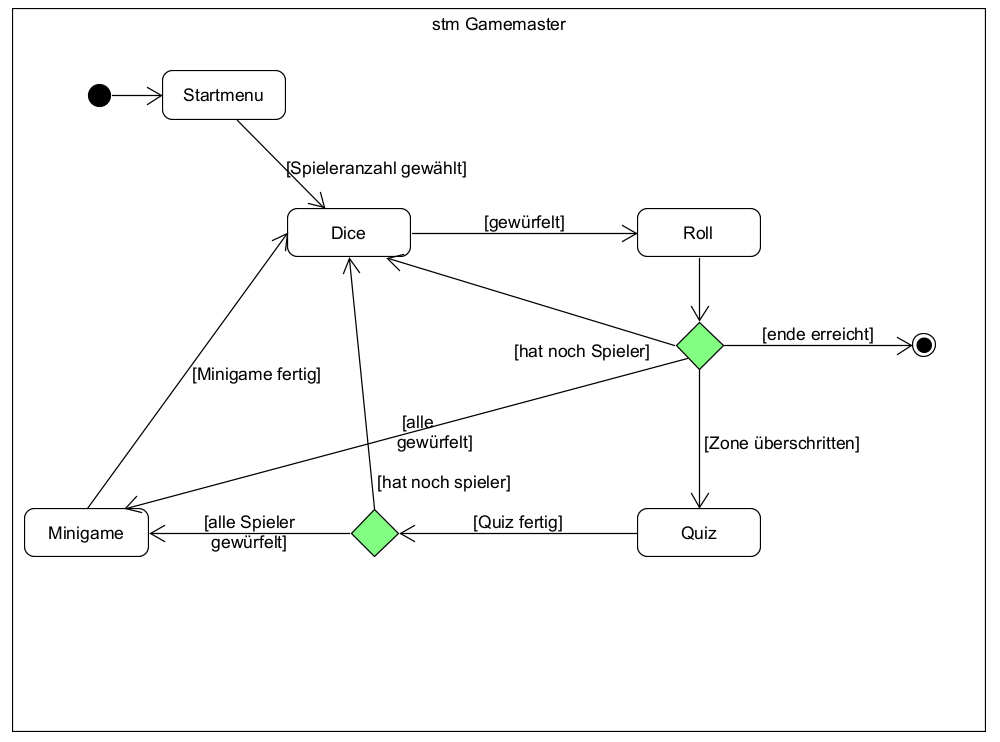 stm Gamemaster
Startmenu
[Spieleranzahl gewählt]
Dice
[gewürfelt]
Roll
[ende erreicht]
[hat noch Spieler]
[Minigame fertig]
[alle
gewürfelt]
[Zone überschritten]
[hat noch spieler]
Minigame
[alle Spieler
gewürfelt]
[Quiz fertig]
Quiz